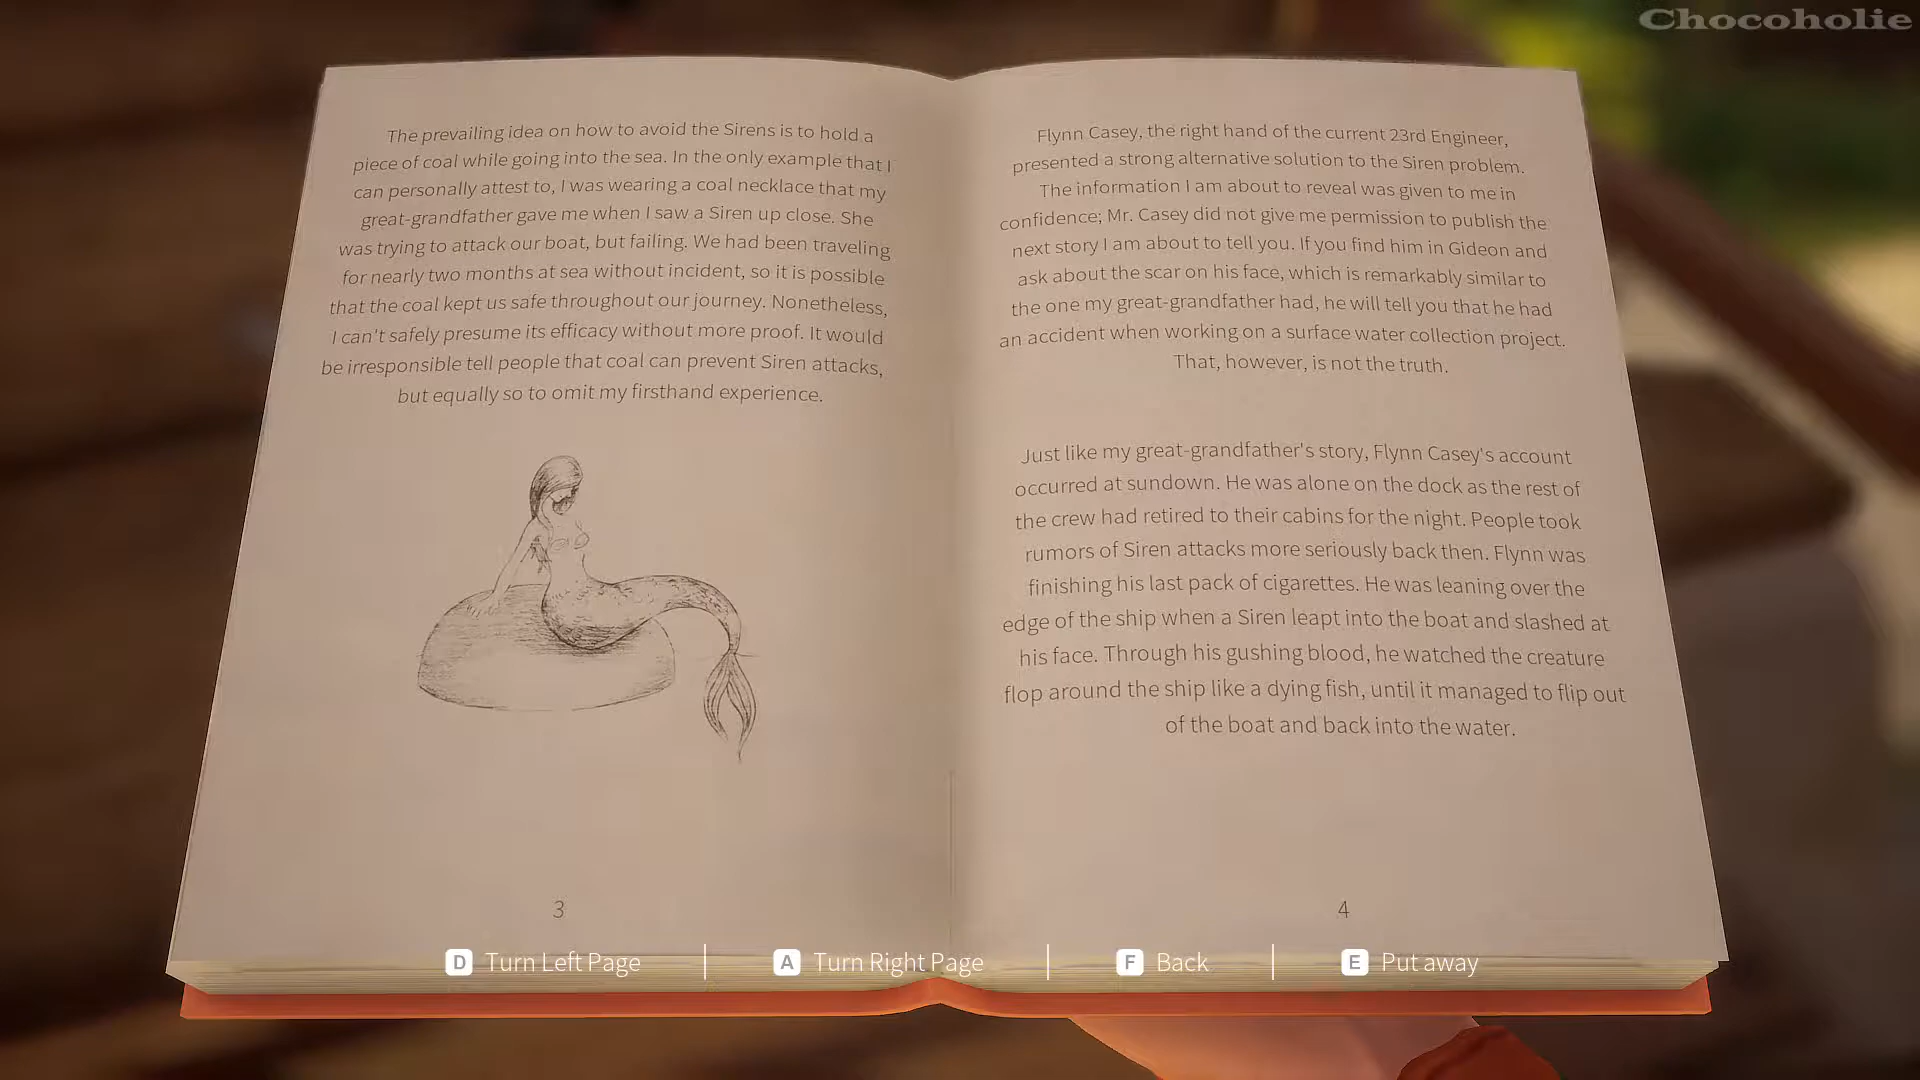 Chocoholie
The prevailing idea on how to avoid the Sirens is to hold a
piece of coal while going into the sea. In the only example that I
can personally attest to, I was wearing a coal necklace that my
great-grandfather gave me when I saw a Siren up close. She
was trying to attack our boat, but failing. We had been traveling
for nearly two months at sea without incident, so it is possible
that the coal kept us safe throughout our journey. Nonetheless,
I can't safely presume its efficacy without more proof. It would
be irresponsible tell people that coal can prevent Siren attacks,
but equally so to omit my firsthand experience.
3
Flynn Casey, the right hand of the current 23rd Engineer,
presented a strong alternative solution to the Siren problem.
The information I am about to reveal was given to me in
confidence; Mr. Casey did not give me permission to publish the
next story I am about to tell you. If you find him in Gideon and
ask about the scar on his face, which is remarkably similar to
the one my great-grandfather had, he will tell you that he had
an accident when working on a surface water collection project.
That, however, is not the truth.
Just like my great-grandfather's story, Flynn Casey's account
occurred at sundown. He was alone on the dock as the rest of
the crew had retired to their cabins for the night. People took
rumors of Siren attacks more seriously back then. Flynn was
finishing his last pack of cigarettes. He was leaning over the
edge of the ship when a Siren leapt into the boat and slashed at
his face. Through his gushing blood, he watched the creature
flop around the ship like a dying fish, until it managed to flip out
of the boat and back into the water.
4
D Turn Left Page
A Turn Right Page
F Back
E Put away